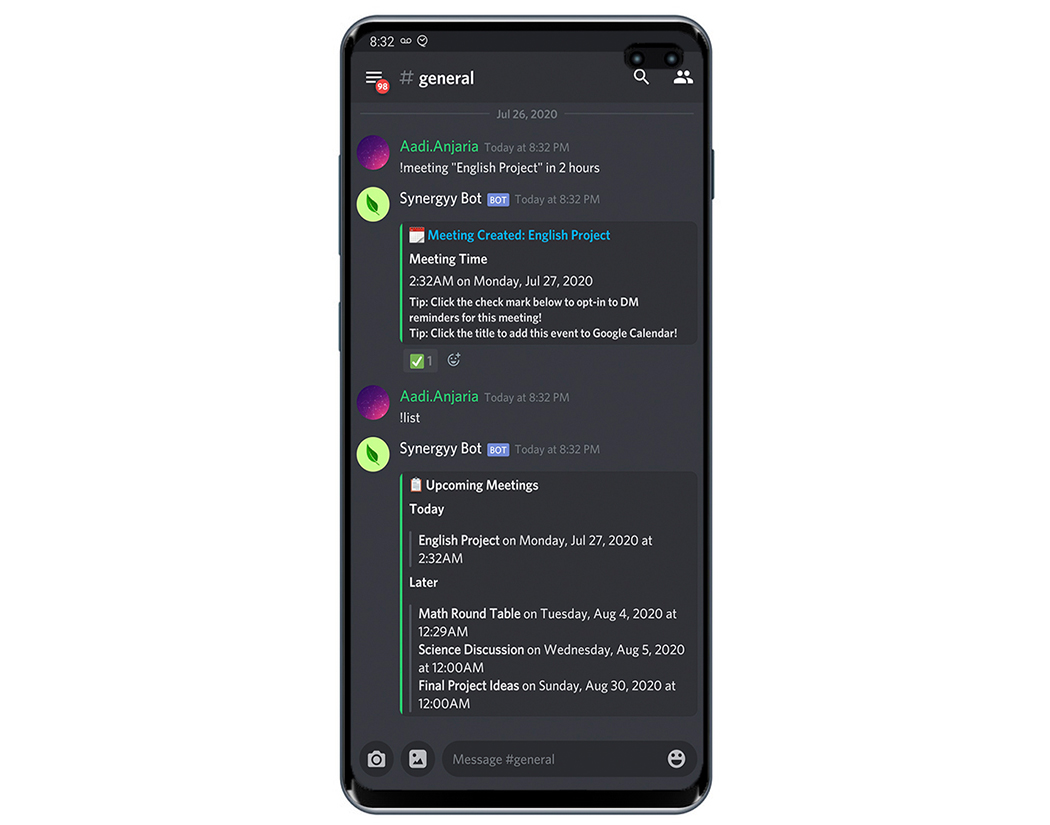 8:32
98
# general
Jul 26, 2020
Aadi.Anjaria Today at 8:32 PM
!meeting "English Project" in 2 hours
Synergyy Bot BOT Today at 8:32 PM
Meeting Created: English Project
Meeting Time
2:32AM on Monday, Jul 27, 2020
Tip: Click the check mark below to opt-in to DM
reminders for this meeting!
Tip: Click the title to add this event to Google Calendar!
1
Aadi.Anjaria Today at 8:32 PM
!list
Synergyy Bot BOT Today at 8:32 PM
Upcoming Meetings
Today
English Project on Monday, Jul 27, 2020 at
2:32AM
Later
Math Round Table on Tuesday, Aug 4, 2020 at
12:29AM
Science Discussion on Wednesday, Aug 5, 2020
at 12:00AM
Final Project Ideas on Sunday, Aug 30, 2020 at
12:00AM
Message #general